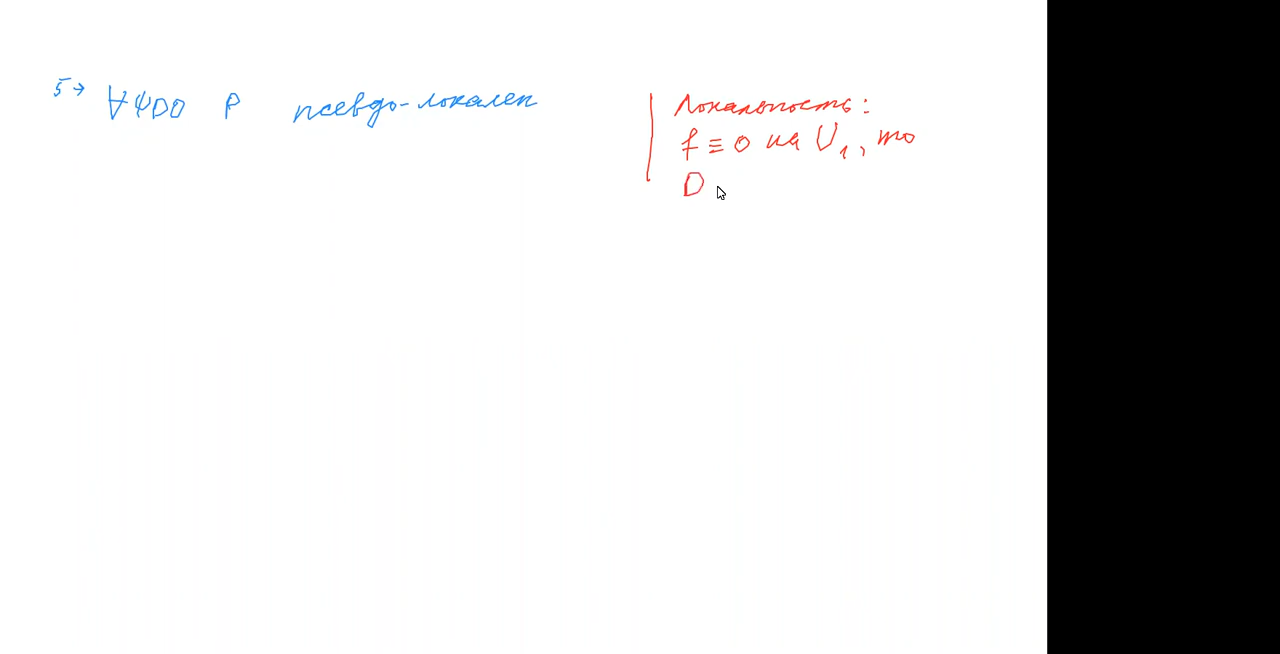 5→ ∀ ΨDO P псевдо-локален
Локальность:
f ≡ 0 на U₁, то
D